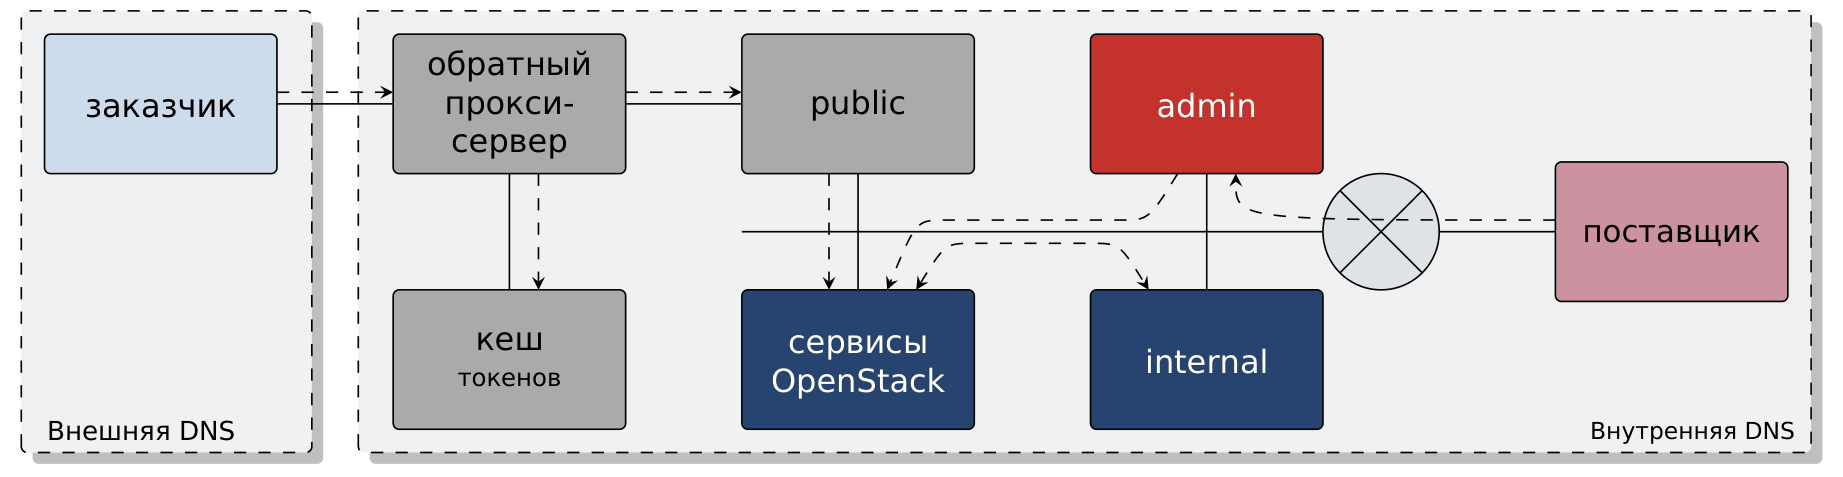 заказчик
обратный
прокси-
сервер
public
admin
поставщик
кеш
токенов
сервисы
OpenStack
internal
Внешняя DNS
Внутренняя DNS